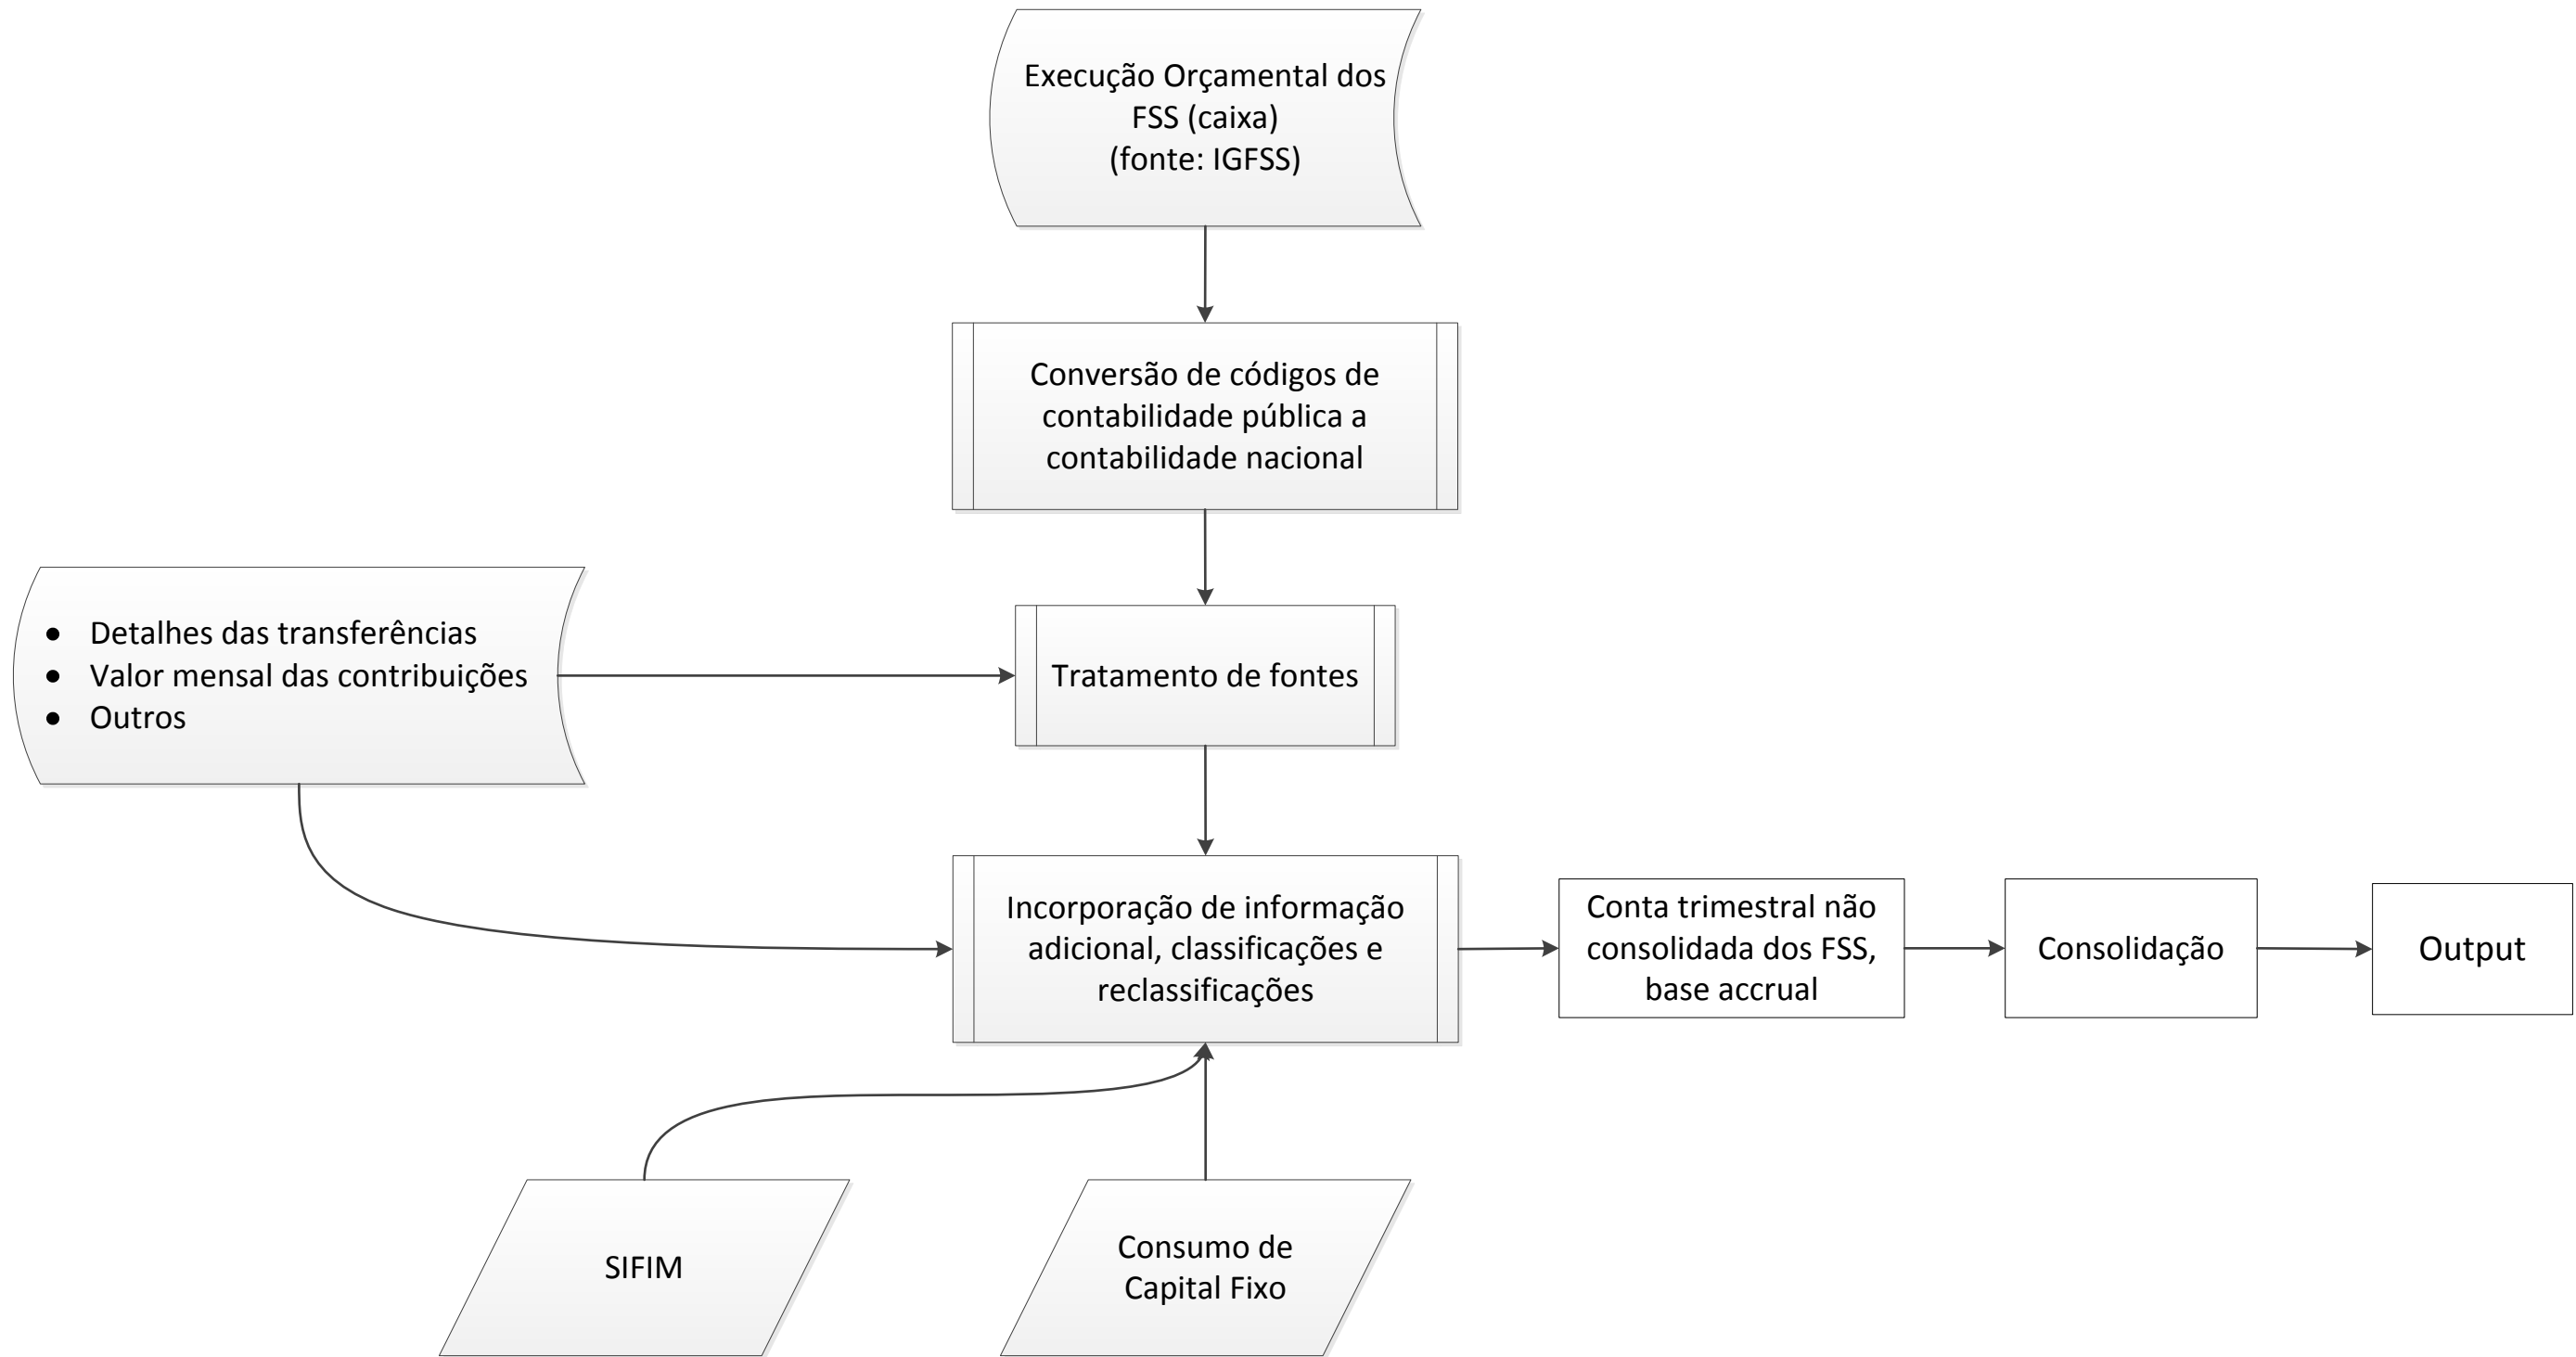 Execução Orçamental dos
FSS (caixa)
(fonte: IGFSS)
Conversão de códigos de
contabilidade pública a
contabilidade nacional
• Detalhes das transferências
• Valor mensal das contribuições
• Outros
Tratamento de fontes
Incorporação de informação
adicional, classificações e
reclassificações
Conta trimestral não
consolidada dos FSS,
base accrual
Consolidação
Output
SIFIM
Consumo de
Capital Fixo